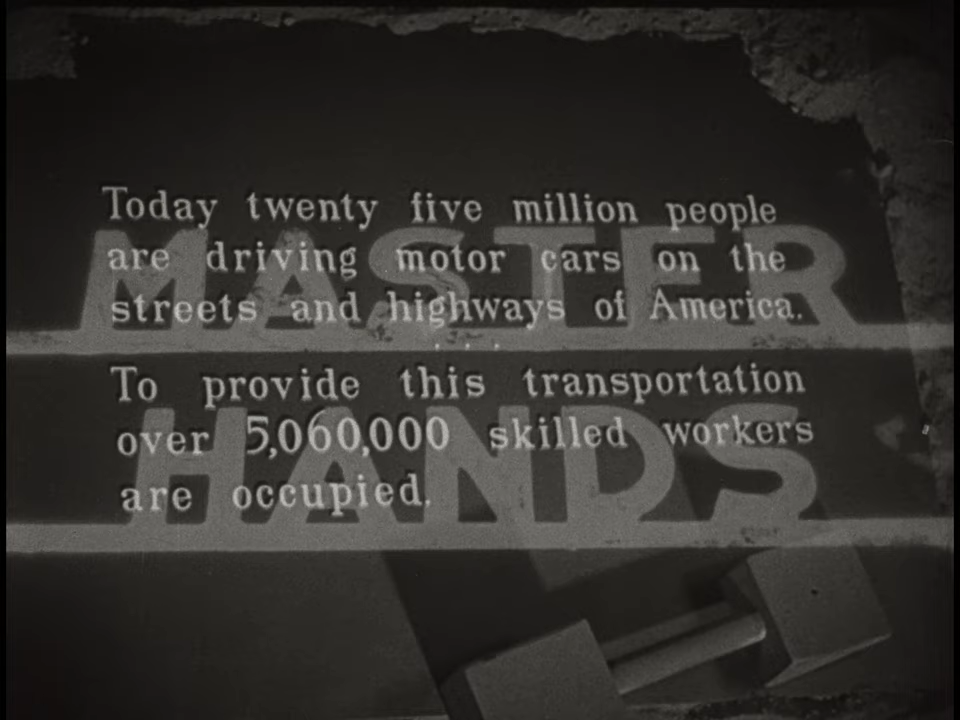 Today twenty five million people
are driving motor cars on the
streets and highways of America.
. . .
To provide this transportation
over 5,060,000 skilled workers
are occupied.
MASTER
HANDS